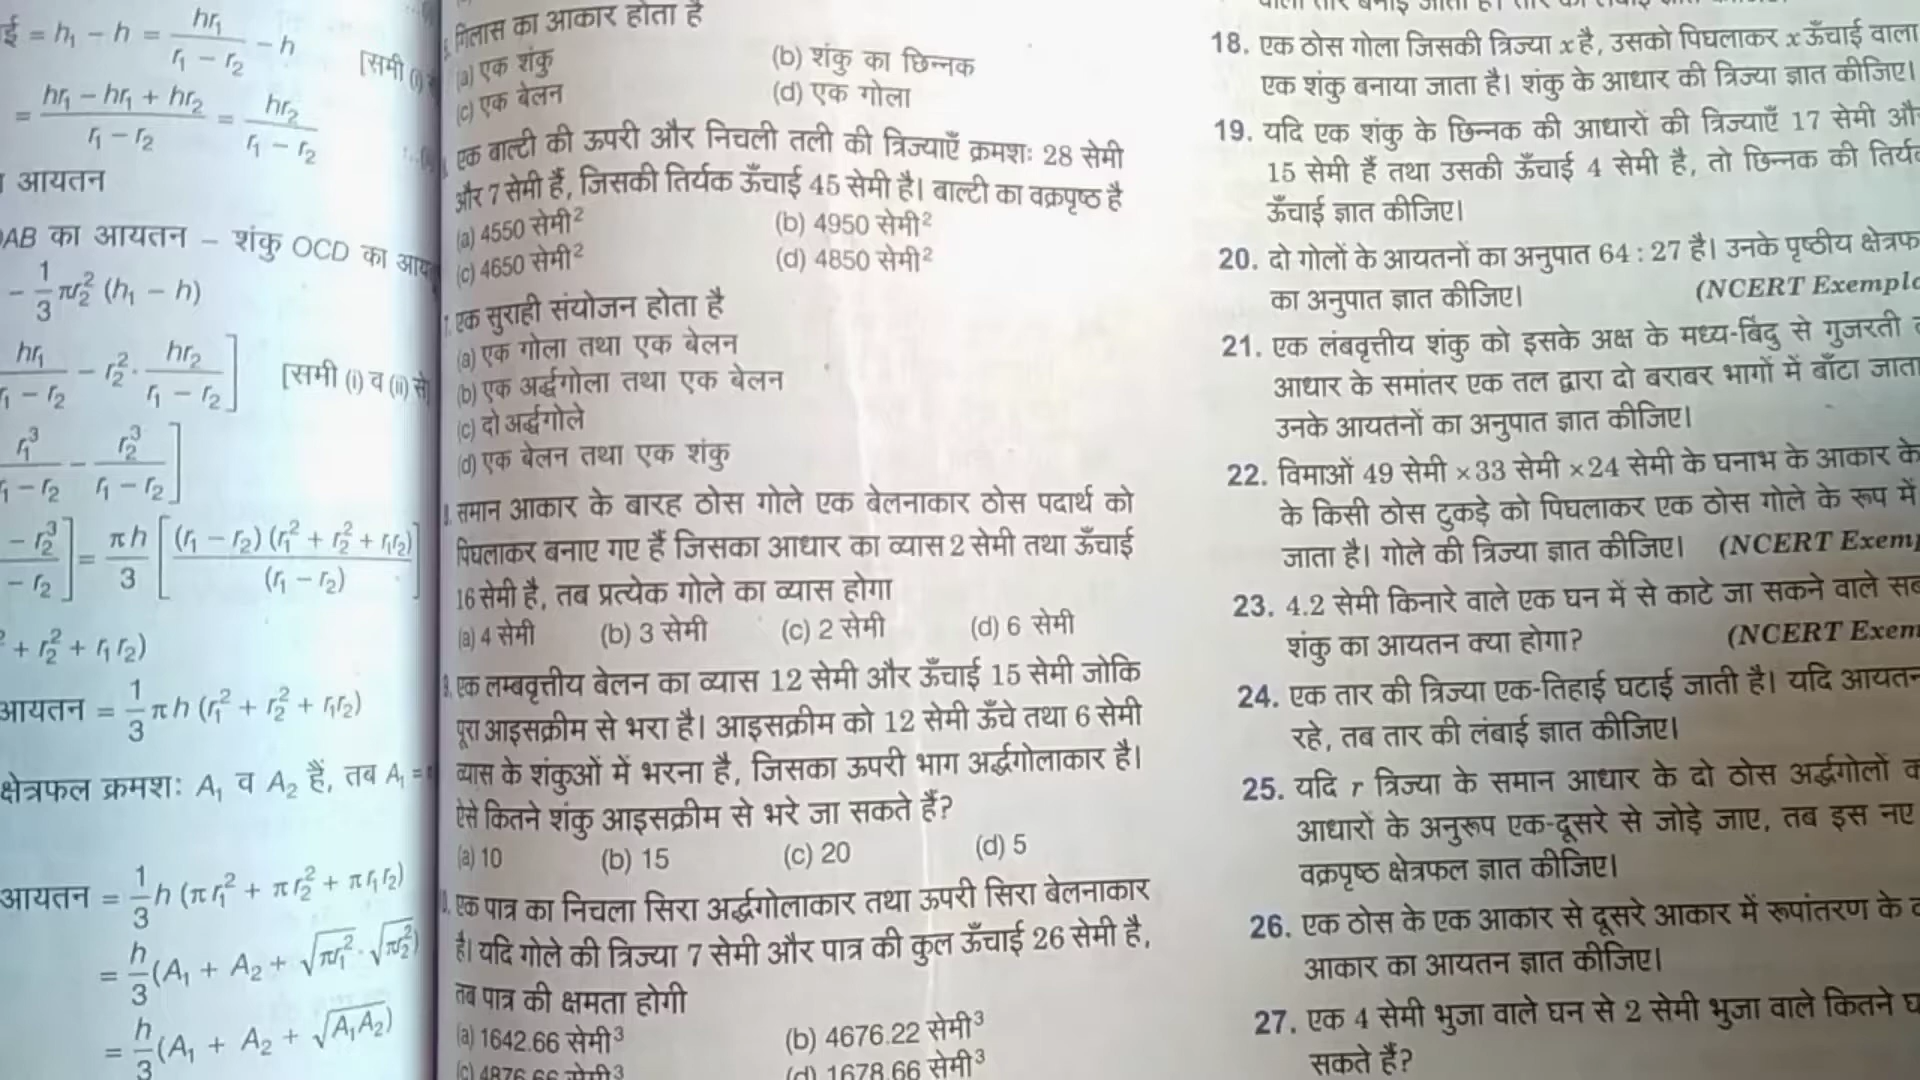 ई = h₁ − h = hr₁/(r₁ − r₂) − h [समी (i)
= (hr₁ − hr₁ + hr₂)/(r₁ − r₂) = hr₂/(r₁ − r₂)
आयतन
AB का आयतन − शंकु OCD का
− 1/3 πr₂² (h₁ − h)
hr₁/(r₁ − r₂) − r₂² · hr₂/(r₁ − r₂)] [समी (i) व (ii) से]
r₁³/(r₁ − r₂) − r₂³/(r₁ − r₂)]
− r₂³/− r₂] = πh/3 [(r₁ − r₂) (r₁² + r₂² + r₁r₂)/(r₁ − r₂)]
+ r₂² + r₁ r₂)
आयतन = 1/3 πh (r₁² + r₂² + r₁r₂)
क्षेत्रफल क्रमशः A₁ व A₂ हैं, तब A₁ =
आयतन = 1/3 h (πr₁² + πr₂² + πr₁r₂)
= h/3 (A₁ + A₂ + √πr₁² · √πr₂²)
= h/3 (A₁ + A₂ + √A₁A₂)
गिलास का आकार होता है
(a) एक शंकु (b) शंकु का छिन्नक
(c) एक बेलन (d) एक गोला
एक बाल्टी की ऊपरी और निचली तली की त्रिज्याएँ क्रमशः 28 सेमी
और 7 सेमी हैं, जिसकी तिर्यक ऊँचाई 45 सेमी है। बाल्टी का वक्रपृष्ठ है
(a) 4550 सेमी² (b) 4950 सेमी²
(c) 4650 सेमी² (d) 4850 सेमी²
एक सुराही संयोजन होता है
(a) एक गोला तथा एक बेलन
(b) एक अर्द्धगोला तथा एक बेलन
(c) दो अर्द्धगोले
(d) एक बेलन तथा एक शंकु
समान आकार के बारह ठोस गोले एक बेलनाकार ठोस पदार्थ को
पिघलाकर बनाए गए हैं जिसका आधार का व्यास 2 सेमी तथा ऊँचाई
16 सेमी है, तब प्रत्येक गोले का व्यास होगा
(a) 4 सेमी (b) 3 सेमी (c) 2 सेमी (d) 6 सेमी
एक लम्बवृत्तीय बेलन का व्यास 12 सेमी और ऊँचाई 15 सेमी जोकि
पूरा आइसक्रीम से भरा है। आइसक्रीम को 12 सेमी ऊँचे तथा 6 सेमी
व्यास के शंकुओं में भरना है, जिसका ऊपरी भाग अर्द्धगोलाकार है।
ऐसे कितने शंकु आइसक्रीम से भरे जा सकते हैं?
(a) 10 (b) 15 (c) 20 (d) 5
एक पात्र का निचला सिरा अर्द्धगोलाकार तथा ऊपरी सिरा बेलनाकार
है। यदि गोले की त्रिज्या 7 सेमी और पात्र की कुल ऊँचाई 26 सेमी है,
तब पात्र की क्षमता होगी
(a) 1642.66 सेमी³ (b) 4676.22 सेमी³
(c) 4876.66 सेमी³ (d) 1678.66 सेमी³
18. एक ठोस गोला जिसकी त्रिज्या x है, उसको पिघलाकर x ऊँचाई वाला
एक शंकु बनाया जाता है। शंकु के आधार की त्रिज्या ज्ञात कीजिए।
19. यदि एक शंकु के छिन्नक की आधारों की त्रिज्याएँ 17 सेमी
15 सेमी हैं तथा उसकी ऊँचाई 4 सेमी है, तो छिन्नक की
ऊँचाई ज्ञात कीजिए।
20. दो गोलों के आयतनों का अनुपात 64 : 27 है। उनके पृष्ठीय
का अनुपात ज्ञात कीजिए। (NCERT Exempl
21. एक लंबवृत्तीय शंकु को इसके अक्ष के मध्य-बिंदु से गुजरती
आधार के समांतर एक तल द्वारा दो बराबर भागों में बाँटा जाता
उनके आयतनों का अनुपात ज्ञात कीजिए।
22. विमाओं 49 सेमी × 33 सेमी × 24 सेमी के घनाभ के आकार के
के किसी ठोस टुकड़े को पिघलाकर एक ठोस गोले के रूप में
जाता है। गोले की त्रिज्या ज्ञात कीजिए। (NCERT Exem
23. 4.2 सेमी किनारे वाले एक घन में से काटे जा सकने वाले
शंकु का आयतन क्या होगा? (NCERT Exem
24. एक तार की त्रिज्या एक-तिहाई घटाई जाती है। यदि आयतन
रहे, तब तार की लंबाई ज्ञात कीजिए।
25. यदि r त्रिज्या के समान आधार के दो ठोस अर्द्धगोलों
आधारों के अनुरूप एक-दूसरे से जोड़े जाए, तब इस नए
वक्रपृष्ठ क्षेत्रफल ज्ञात कीजिए।
26. एक ठोस के एक आकार से दूसरे आकार में रूपांतरण के
आकार का आयतन ज्ञात कीजिए।
27. एक 4 सेमी भुजा वाले घन से 2 सेमी भुजा वाले कितने
सकते हैं?